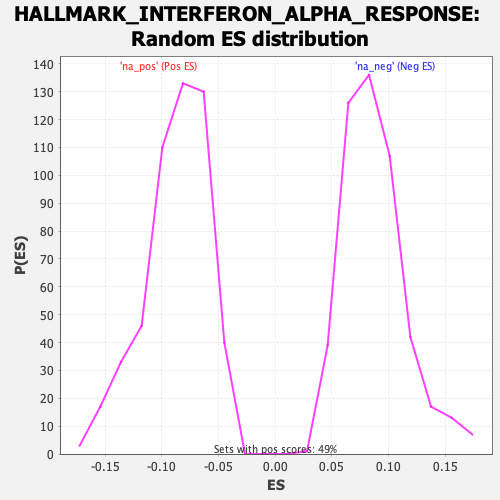 HALLMARK_INTERFERON_ALPHA_RESPONSE:
Random ES distribution
'na_pos' (Pos ES)
'na_neg' (Neg ES)
140
130
120
110
100
90
80
70
60
50
40
30
20
10
0
P(ES)
Sets with pos scores: 49%
-0.15 -0.10 -0.05 0.00 0.05 0.10 0.15
ES